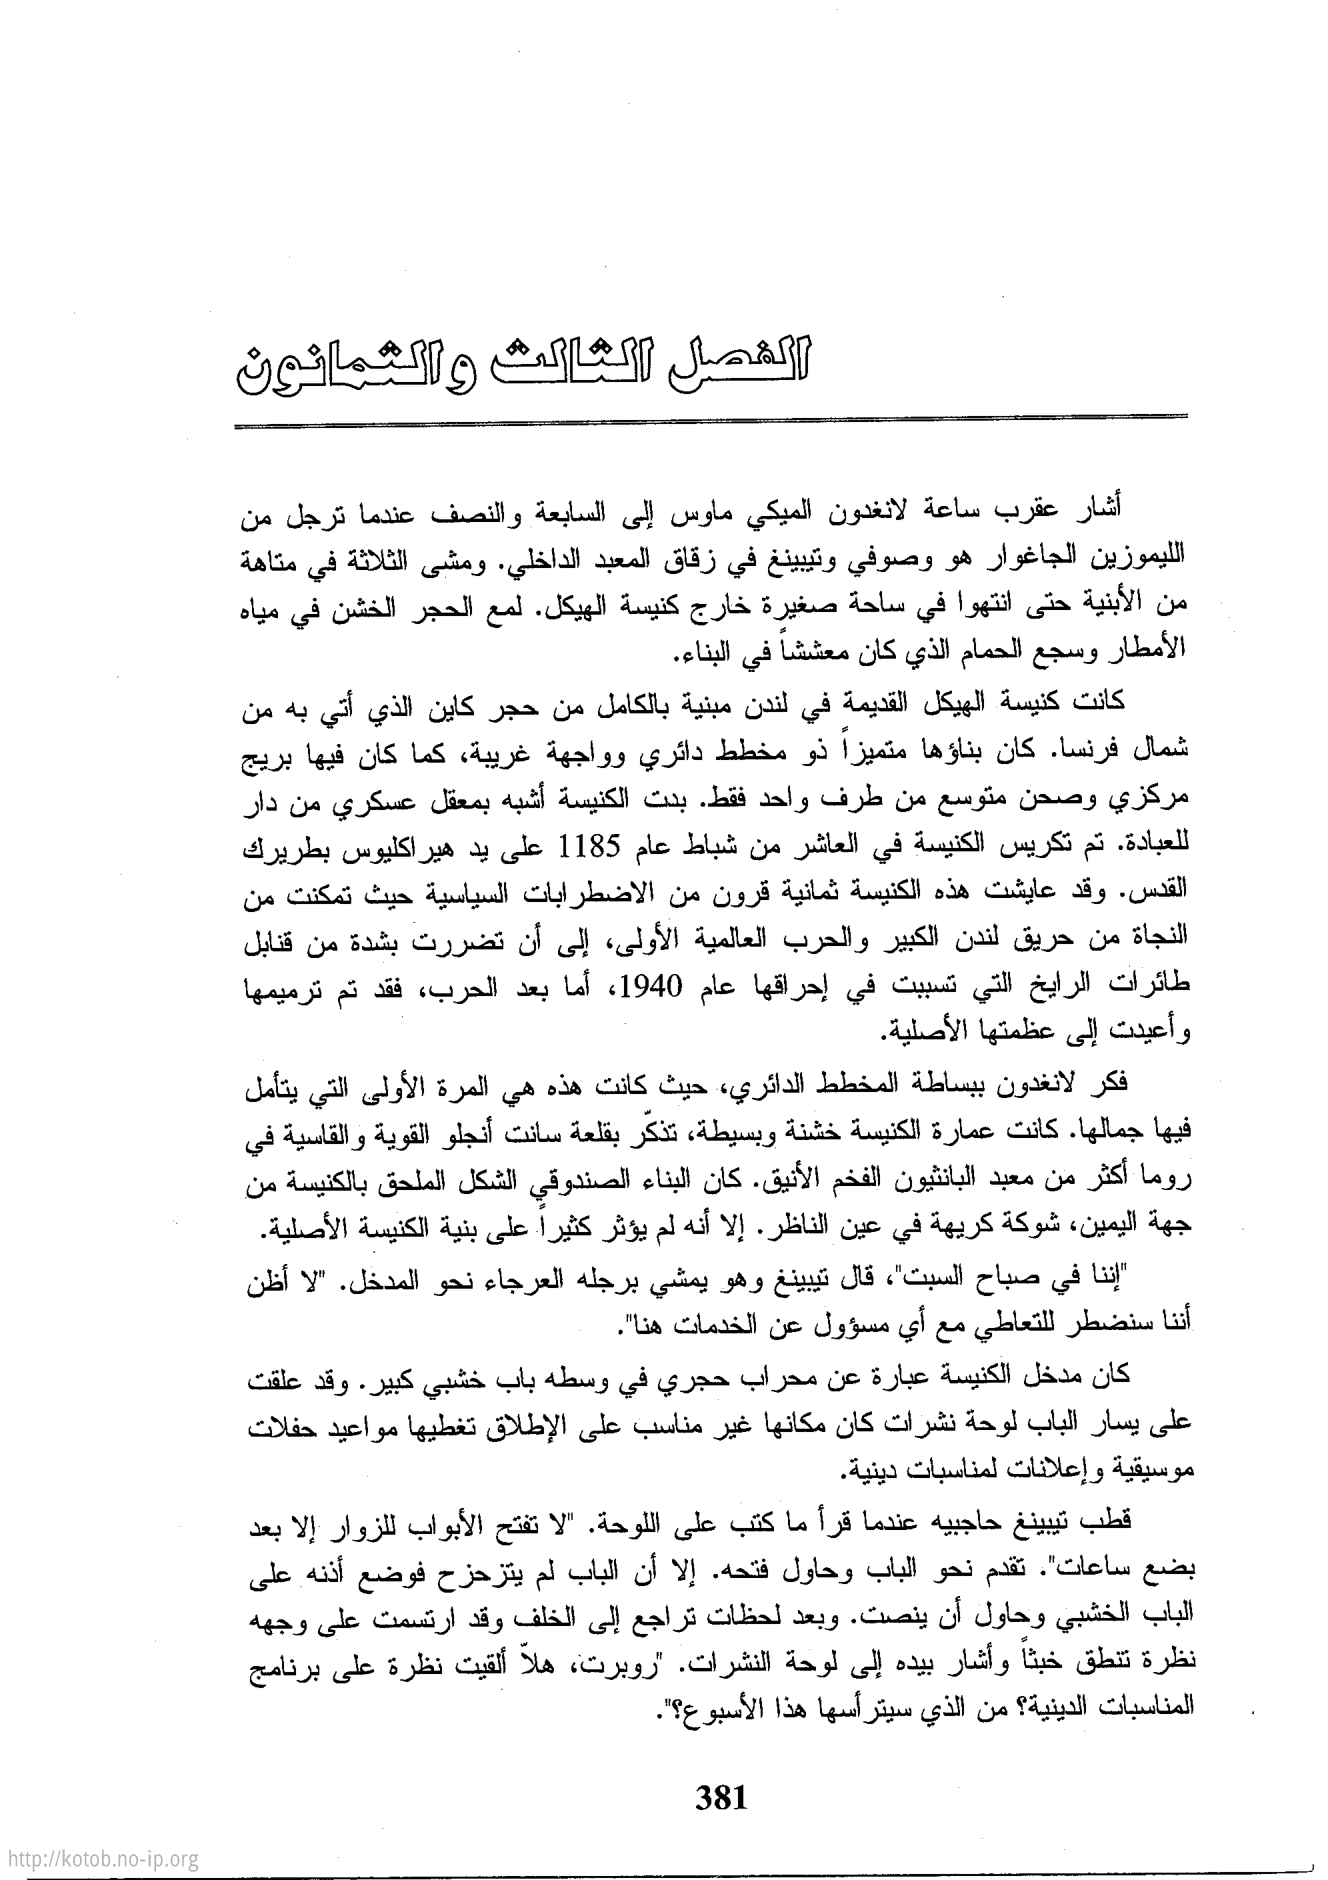 الفصل الثالث والثمانون
أشار عقرب ساعة لانغدون الميكي ماوس إلى السابعة والنصف عندما ترجل من
الليموزين الجاغوار هو وصوفي وتيبينغ في زقاق المعبد الداخلي. ومشى الثلاثة في متاهة
من الأبنية حتى انتهوا في ساحة صغيرة خارج كنيسة الهيكل. لمع الحجر الخشن في مياه
الأمطار وسجع الحمام الذي كان معششاً في البناء.
كانت كنيسة الهيكل القديمة في لندن مبنية بالكامل من حجر كاين الذي أتي به من
شمال فرنسا. كان بناؤها متميزاً ذو مخطط دائري وواجهة غريبة، كما كان فيها بريج
مركزي وصحن متوسع من طرف واحد فقط. بدت الكنيسة أشبه بمعقل عسكري من دار
للعبادة. تم تكريس الكنيسة في العاشر من شباط عام 1185 على يد هيراكليوس بطريرك
القدس. وقد عايشت هذه الكنيسة ثمانية قرون من الاضطرابات السياسية حيث تمكنت من
النجاة من حريق لندن الكبير والحرب العالمية الأولى، إلى أن تضررت بشدة من قنابل
طائرات الرايخ التي تسببت في إحراقها عام 1940، أما بعد الحرب، فقد تم ترميمها
وأعيدت إلى عظمتها الأصلية.
فكر لانغدون ببساطة المخطط الدائري، حيث كانت هذه هي المرة الأولى التي يتأمل
فيها جمالها. كانت عمارة الكنيسة خشنة وبسيطة، تذكّر بقلعة سانت أنجلو القوية والقاسية في
روما أكثر من معبد البانثيون الفخم الأنيق. كان البناء الصندوقي الشكل الملحق بالكنيسة من
جهة اليمين، شوكة كريهة في عين الناظر. إلا أنه لم يؤثر كثيراً على بنية الكنيسة الأصلية.
"إننا في صباح السبت"، قال تيبينغ وهو يمشي برجله العرجاء نحو المدخل. "لا أظن
أننا سنضطر للتعاطي مع أي مسؤول عن الخدمات هنا".
كان مدخل الكنيسة عبارة عن محراب حجري في وسطه باب خشبي كبير. وقد علقت
على يسار الباب لوحة نشرات كان مكانها غير مناسب على الإطلاق تغطيها مواعيد حفلات
موسيقية وإعلانات لمناسبات دينية.
قطب تيبينغ حاجبيه عندما قرأ ما كتب على اللوحة. "لا تفتح الأبواب للزوار إلا بعد
بضع ساعات". تقدم نحو الباب وحاول فتحه. إلا أن الباب لم يتزحزح فوضع أذنه على
الباب الخشبي وحاول أن ينصت. وبعد لحظات تراجع إلى الخلف وقد ارتسمت على وجهه
نظرة تنطق خبثاً وأشار بيده إلى لوحة النشرات. "روبرت، هلاّ ألقيت نظرة على برنامج
المناسبات الدينية؟ من الذي سيترأسها هذا الأسبوع؟".
381
http://kotob.no-ip.org